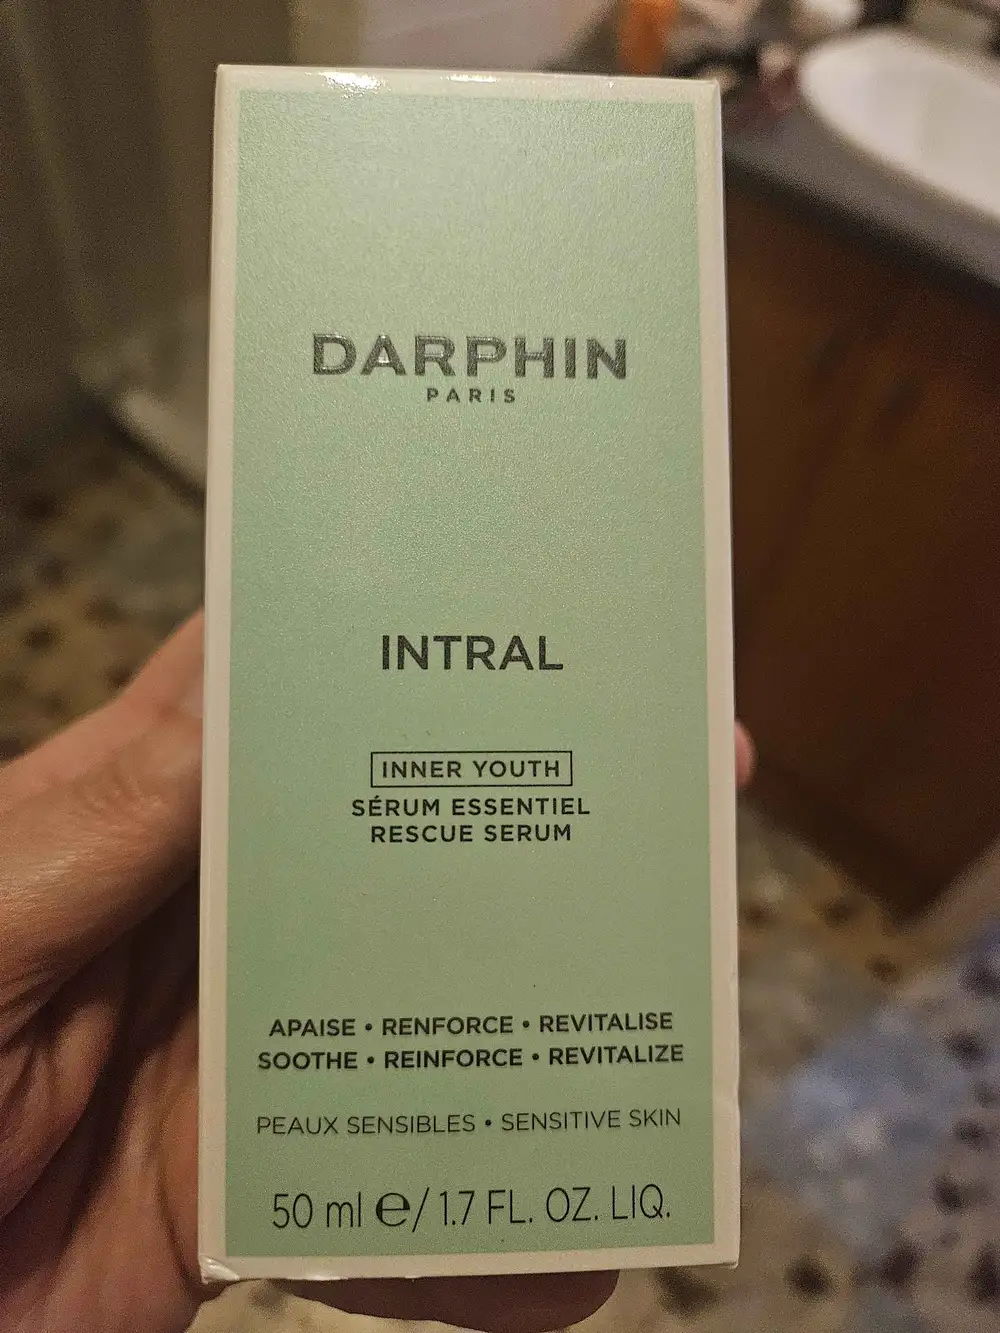 DARPHIN
PARIS
INTRAL
INNER YOUTH
SÉRUM ESSENTIEL
RESCUE SERUM
APAISE • RENFORCE • REVITALISE
SOOTHE • REINFORCE • REVITALIZE
PEAUX SENSIBLES • SENSITIVE SKIN
50 ml ℮/ 1.7 FL. OZ. LIQ.